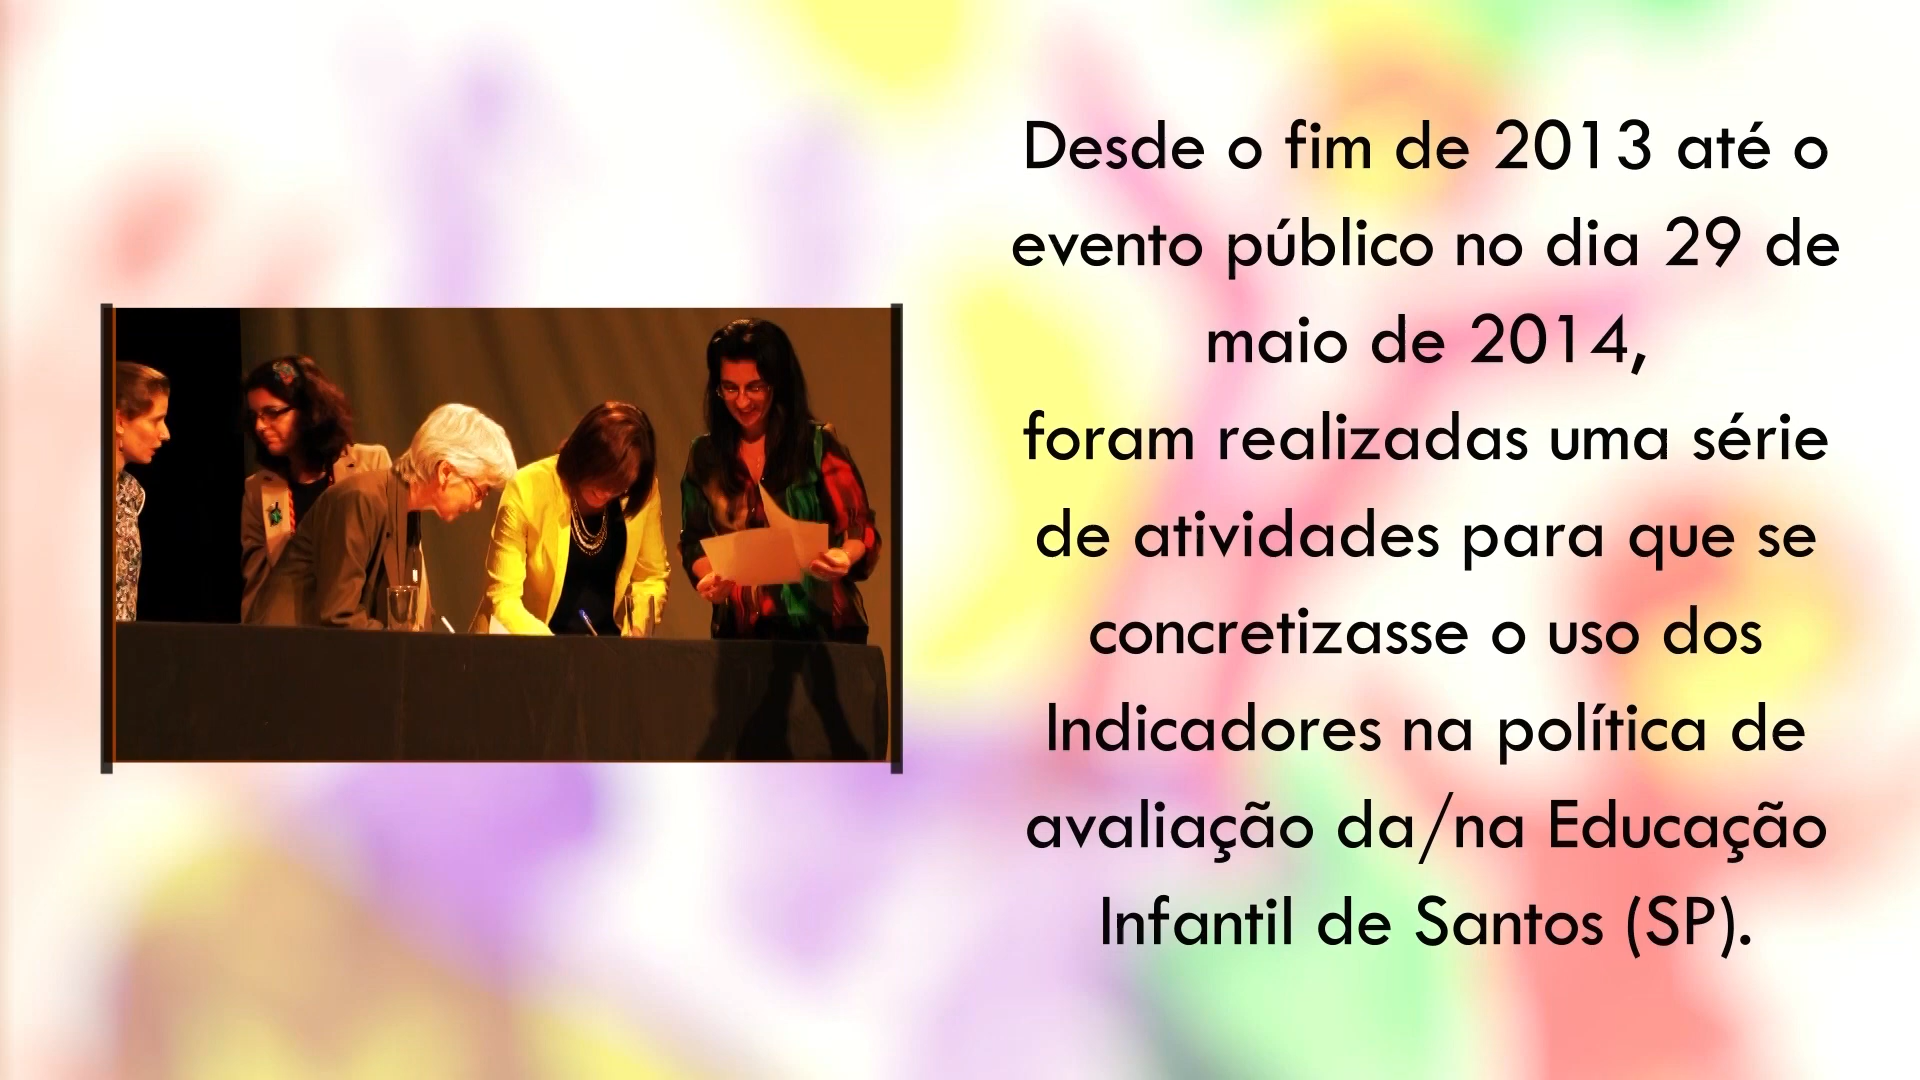 Desde o fim de 2013 até o
evento público no dia 29 de
maio de 2014,
foram realizadas uma série
de atividades para que se
concretizasse o uso dos
Indicadores na política de
avaliação da/na Educação
Infantil de Santos (SP).